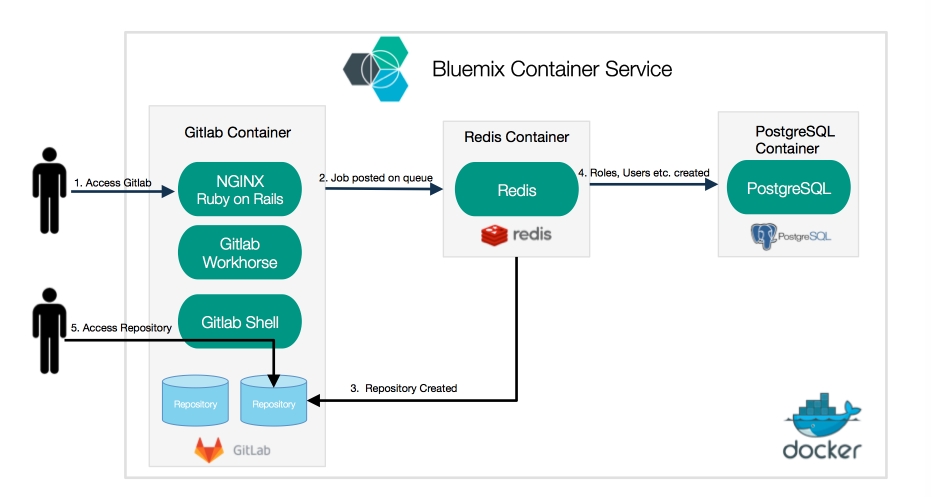 Bluemix Container Service
Gitlab Container
NGINX
Ruby on Rails
Gitlab
Workhorse
Gitlab Shell
Repository
Repository
GitLab
1. Access Gitlab
2. Job posted on queue
Redis Container
Redis
redis
4. Roles, Users etc. created
PostgreSQL
Container
PostgreSQL
PostgreSQL
5. Access Repository
3. Repository Created
docker